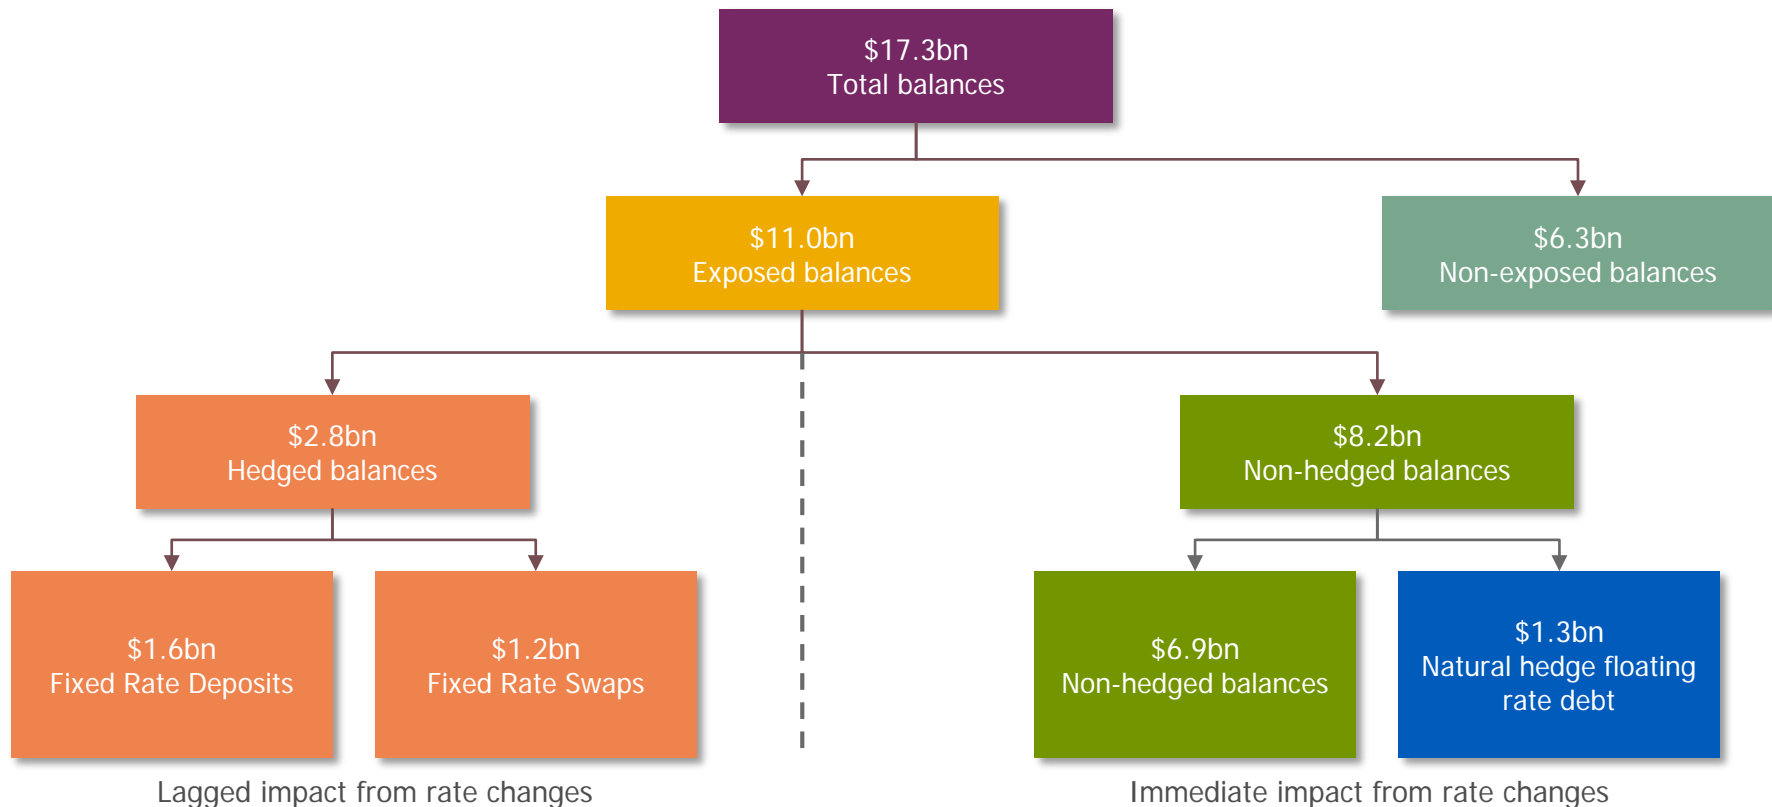 $17.3bn
Total balances
$11.0bn
Exposed balances
$6.3bn
Non-exposed balances
$2.8bn
Hedged balances
$8.2bn
Non-hedged balances
$1.6bn
Fixed Rate Deposits
$1.2bn
Fixed Rate Swaps
$6.9bn
Non-hedged balances
$1.3bn
Natural hedge floating
rate debt
Lagged impact from rate changes
Immediate impact from rate changes